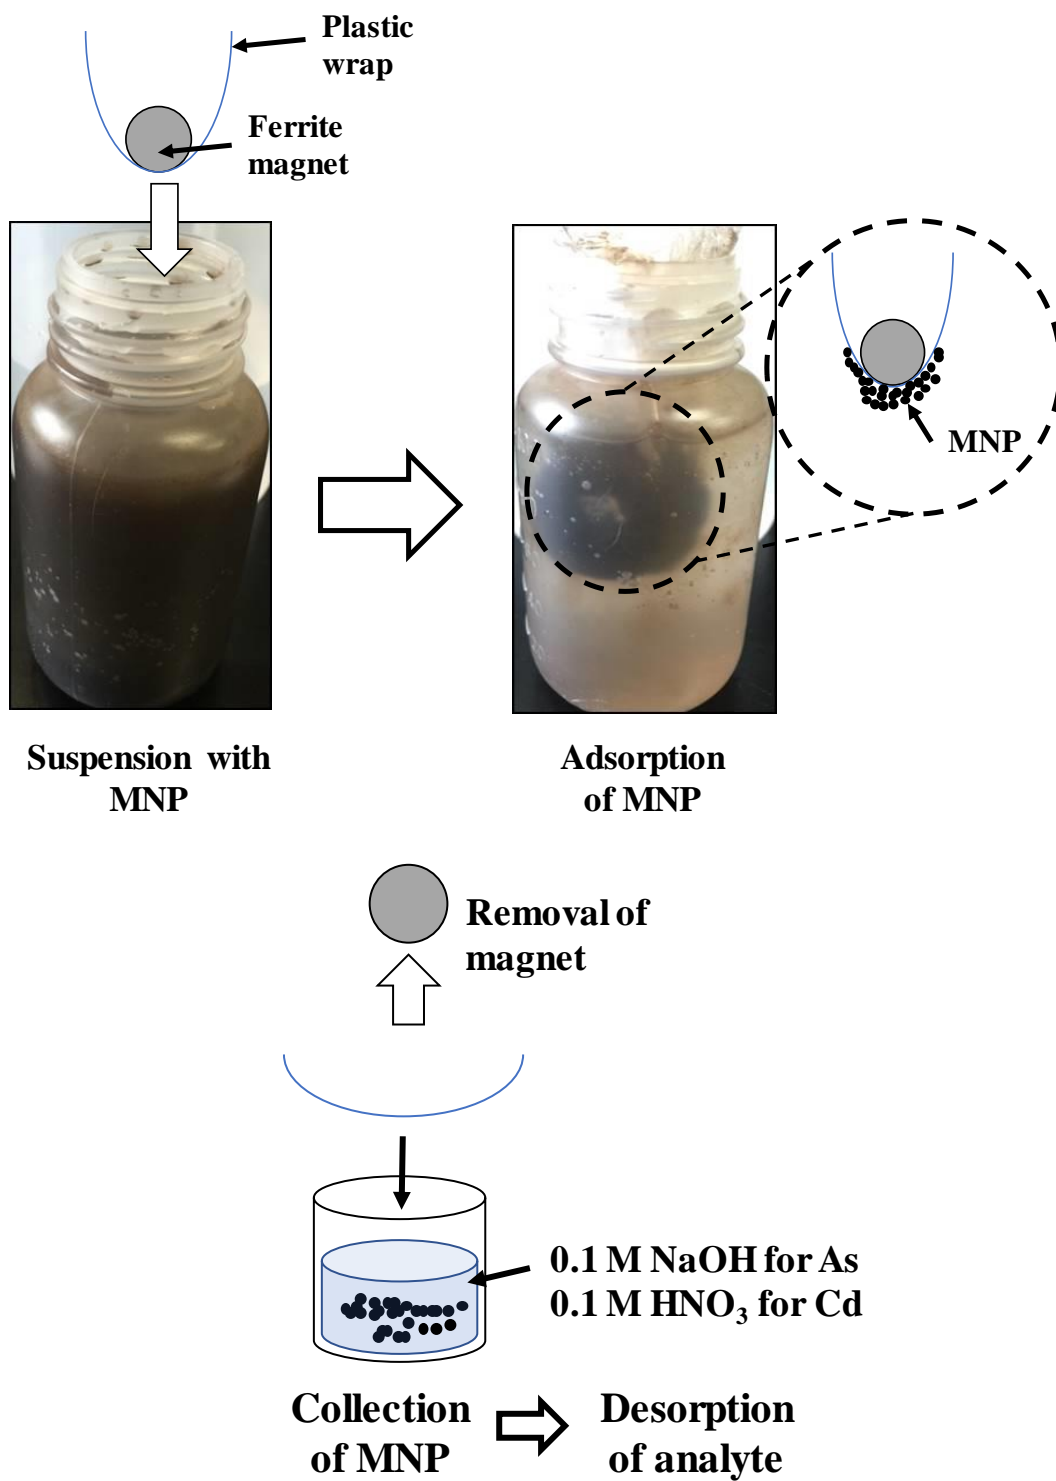 Plastic
wrap
Ferrite
magnet
Suspension with
MNP
Adsorption
of MNP
MNP
Removal of
magnet
0.1 M NaOH for As
0.1 M HNO₃ for Cd
Collection
of MNP
Desorption
of analyte